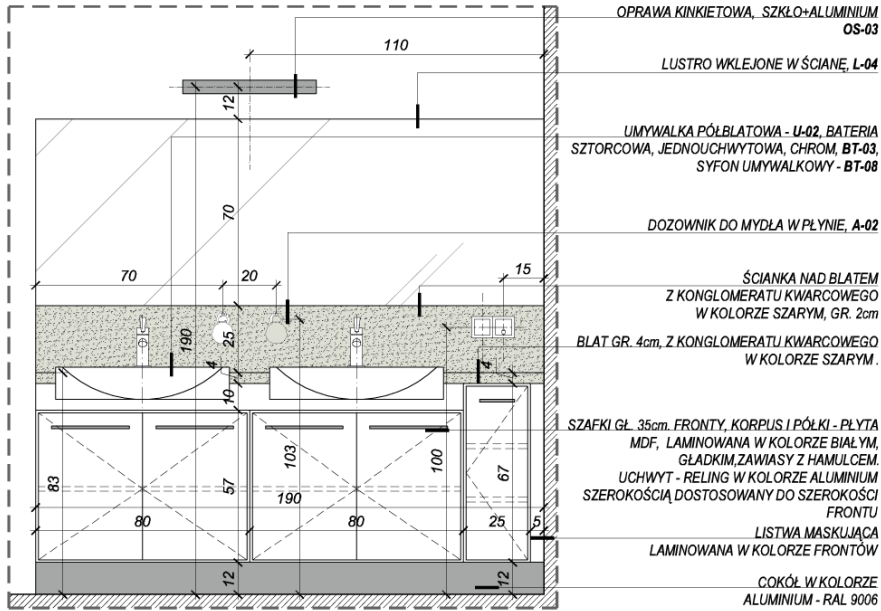 OPRAWA KINKIETOWA, SZKŁO+ALUMINIUM
OS-03
110
LUSTRO WKLEJONE W ŚCIANĘ, L-04
12
UMYWALKA PÓŁBLATOWA - U-02, BATERIA
SZTORCOWA, JEDNOUCHWYTOWA, CHROM, BT-03,
SYFON UMYWALKOWY - BT-08
70
DOZOWNIK DO MYDŁA W PŁYNIE, A-02
70
20
15
ŚCIANKA NAD BLATEM
Z KONGLOMERATU KWARCOWEGO
W KOLORZE SZARYM, GR. 2cm
190
25
BLAT GR. 4cm, Z KONGLOMERATU KWARCOWEGO
W KOLORZE SZARYM .
4
4
10
SZAFKI GŁ. 35cm. FRONTY, KORPUS I PÓŁKI - PŁYTA
MDF, LAMINOWANA W KOLORZE BIAŁYM,
GŁADKIM,ZAWIASY Z HAMULCEM.
UCHWYT - RELING W KOLORZE ALUMINIUM
SZEROKOŚCIĄ DOSTOSOWANY DO SZEROKOŚCI
FRONTU
83
57
103
100
67
190
80
80
25
5
LISTWA MASKUJĄCA
LAMINOWANA W KOLORZE FRONTÓW
12
12
COKÓŁ W KOLORZE
ALUMINIUM - RAL 9006